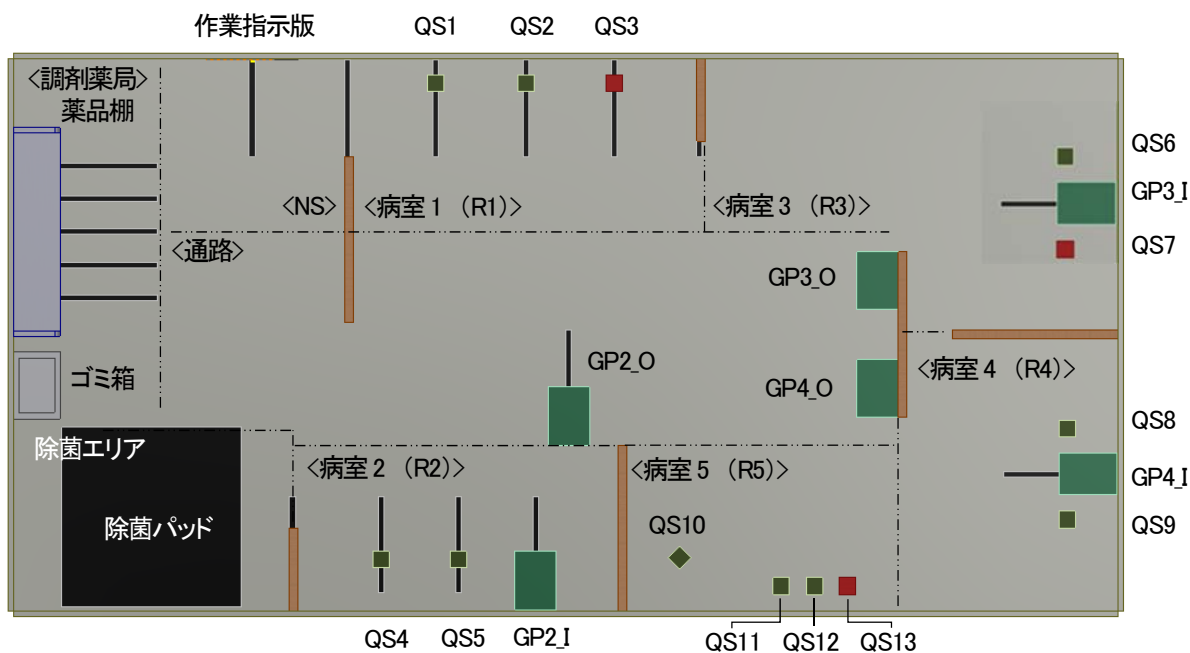 作業指示版
QS1
QS2
QS3
<調剤薬局>
薬品棚
QS6
GP3_I
<NS>
<病室1 (R1)>
<病室3 (R3)>
<通路>
QS7
GP3_O
GP2_O
ゴミ箱
GP4_O
<病室4 (R4)>
QS8
除菌エリア
<病室2 (R2)>
<病室5 (R5)>
GP4_I
除菌パッド
QS10
QS9
QS4
QS5
GP2_I
QS11
QS12
QS13